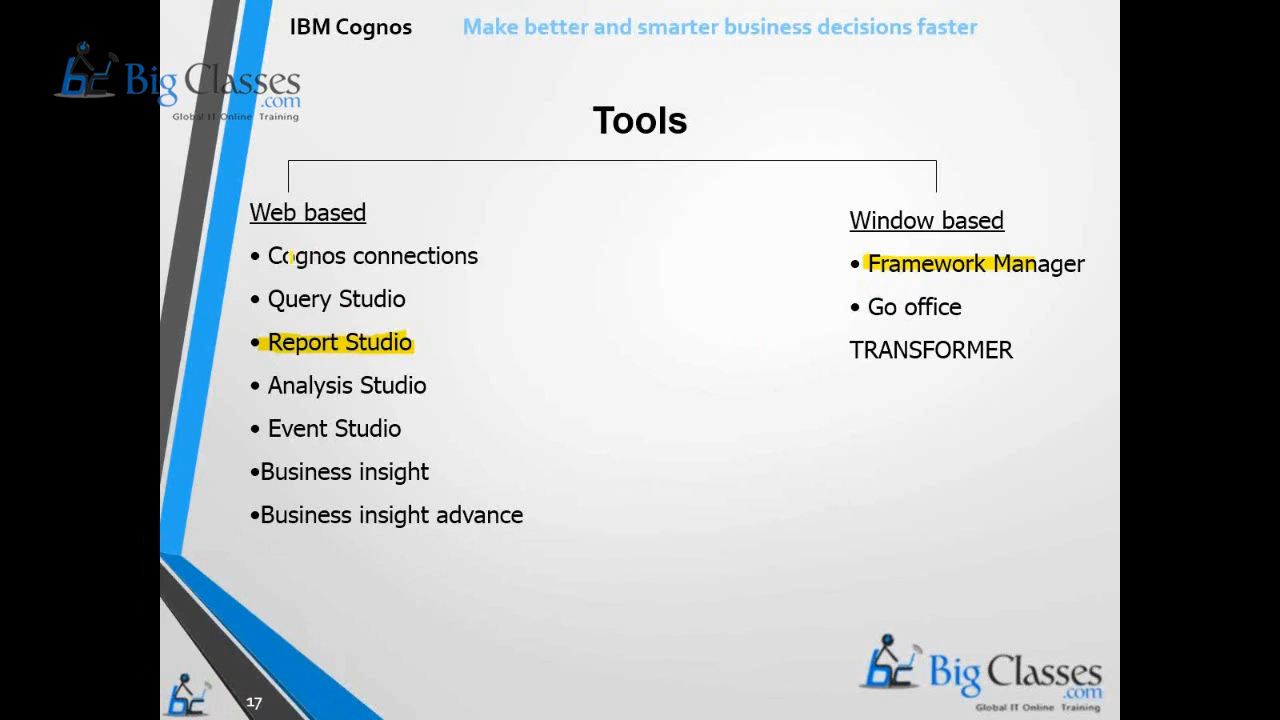 IBM Cognos Make better and smarter business decisions faster
Big Classes
.com
Global IT Online Training
Tools
Web based
• Cognos connections
• Query Studio
• Report Studio
• Analysis Studio
• Event Studio
•Business insight
•Business insight advance
Window based
• Framework Manager
• Go office
TRANSFORMER
Big Classes
.com
Global IT Online Training
17